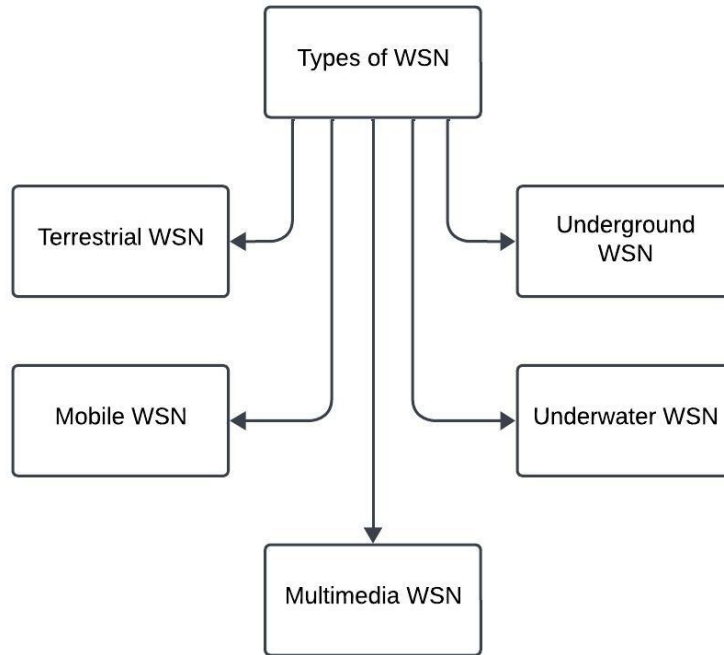 Types of WSN
Terrestrial WSN
Underground
WSN
Mobile WSN
Underwater WSN
Multimedia WSN